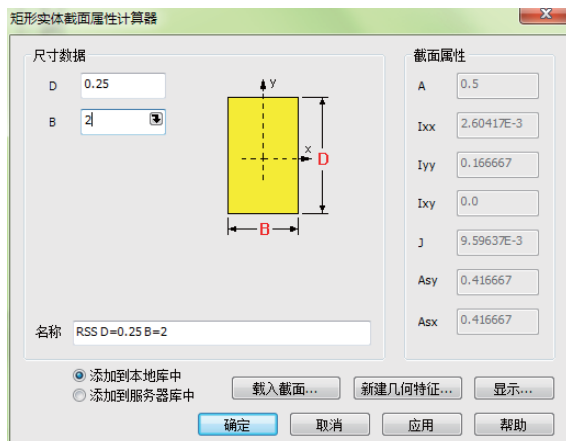 矩形实体截面属性计算器
尺寸数据
D 0.25
B 2
y
x
D
B
名称 RSS D=0.25 B=2
截面属性
A 0.5
Ixx 2.60417E-3
Iyy 0.166667
Ixy 0.0
J 9.59637E-3
Asy 0.416667
Asx 0.416667
添加到本地库中
添加到服务器库中
载入截面... 新建几何特征... 显示...
确定 取消 应用 帮助